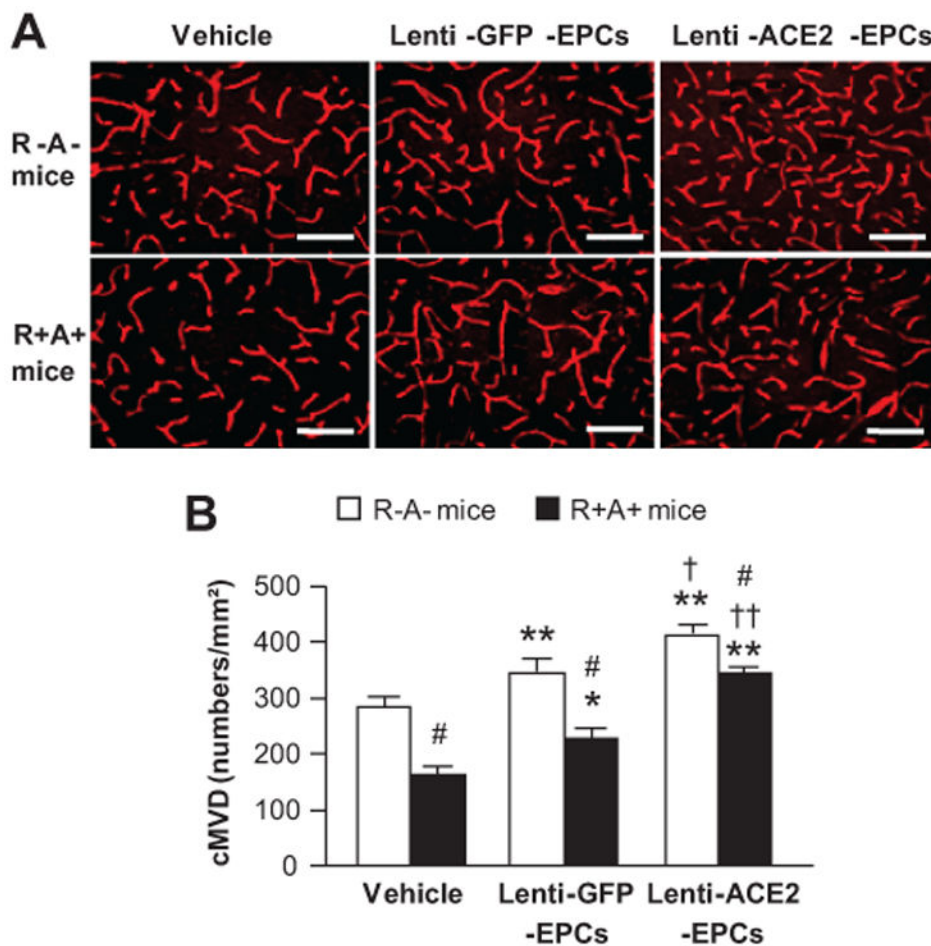 A
Vehicle
Lenti -GFP -EPCs
Lenti -ACE2 -EPCs
R -A -
mice
R+A+
mice
B
R-A- mice
R+A+ mice
cMVD (numbers/mm²)
500
400
300
200
100
0
#
**
#
*
†
**
#
††
**
Vehicle
Lenti-GFP
-EPCs
Lenti-ACE2
-EPCs